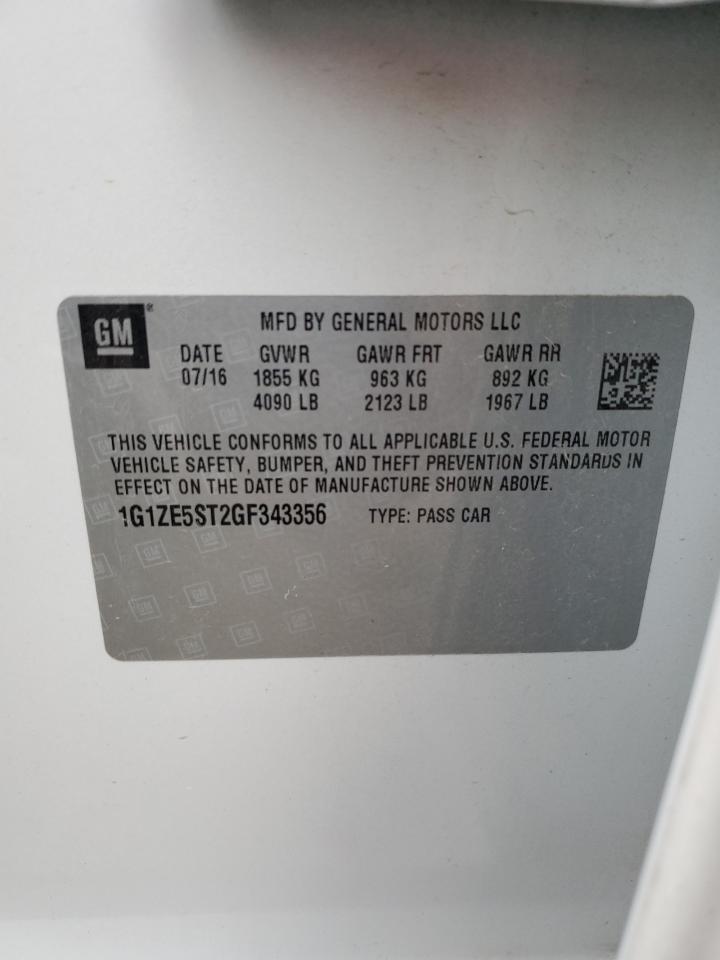 GM ®
MFD BY GENERAL MOTORS LLC
DATE GVWR GAWR FRT GAWR RR
07/16 1855 KG 963 KG 892 KG
4090 LB 2123 LB 1967 LB
THIS VEHICLE CONFORMS TO ALL APPLICABLE U.S. FEDERAL MOTOR
VEHICLE SAFETY, BUMPER, AND THEFT PREVENTION STANDARDS IN
EFFECT ON THE DATE OF MANUFACTURE SHOWN ABOVE.
1G1ZE5ST2GF343356 TYPE: PASS CAR